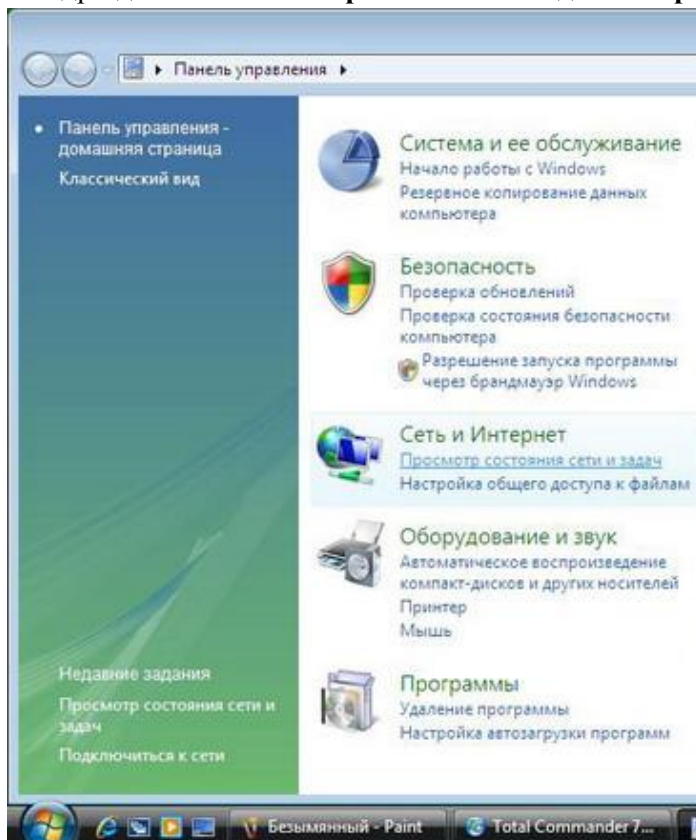 Панель управления
Панель управления -
домашняя страница
Классический вид
Система и ее обслуживание
Начало работы с Windows
Резервное копирование данных
компьютера
Безопасность
Проверка обновлений
Проверка состояния безопасности
компьютера
Разрешение запуска программы
через брандмауэр Windows
Сеть и Интернет
Просмотр состояния сети и задач
Настройка общего доступа к файлам
Оборудование и звук
Автоматическое воспроизведение
компакт-дисков и других носителей
Принтер
Мышь
Программы
Удаление программы
Настройка автозагрузки программ
Недавние задания
Просмотр состояния сети и
задач
Подключиться к сети
Безымянный - Paint
Total Commander 7...